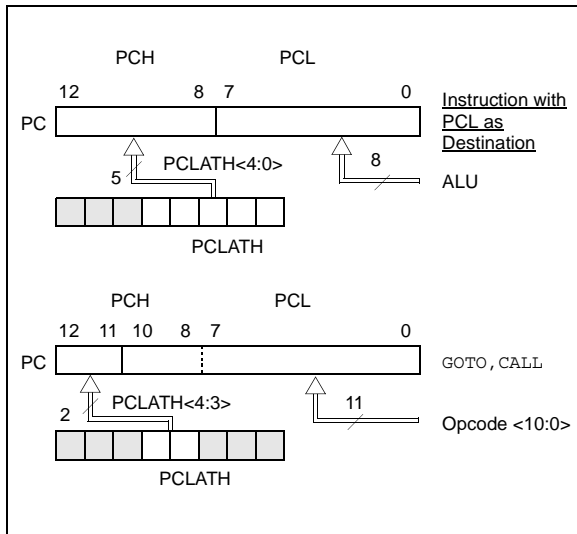 PCH PCL
12 8 7 0
Instruction with
PCL as
Destination
PC
5 PCLATH<4:0>
8
ALU
PCLATH
PCH PCL
12 11 10 8 7 0
PC GOTO, CALL
2 PCLATH<4:3>
11
Opcode <10:0>
PCLATH